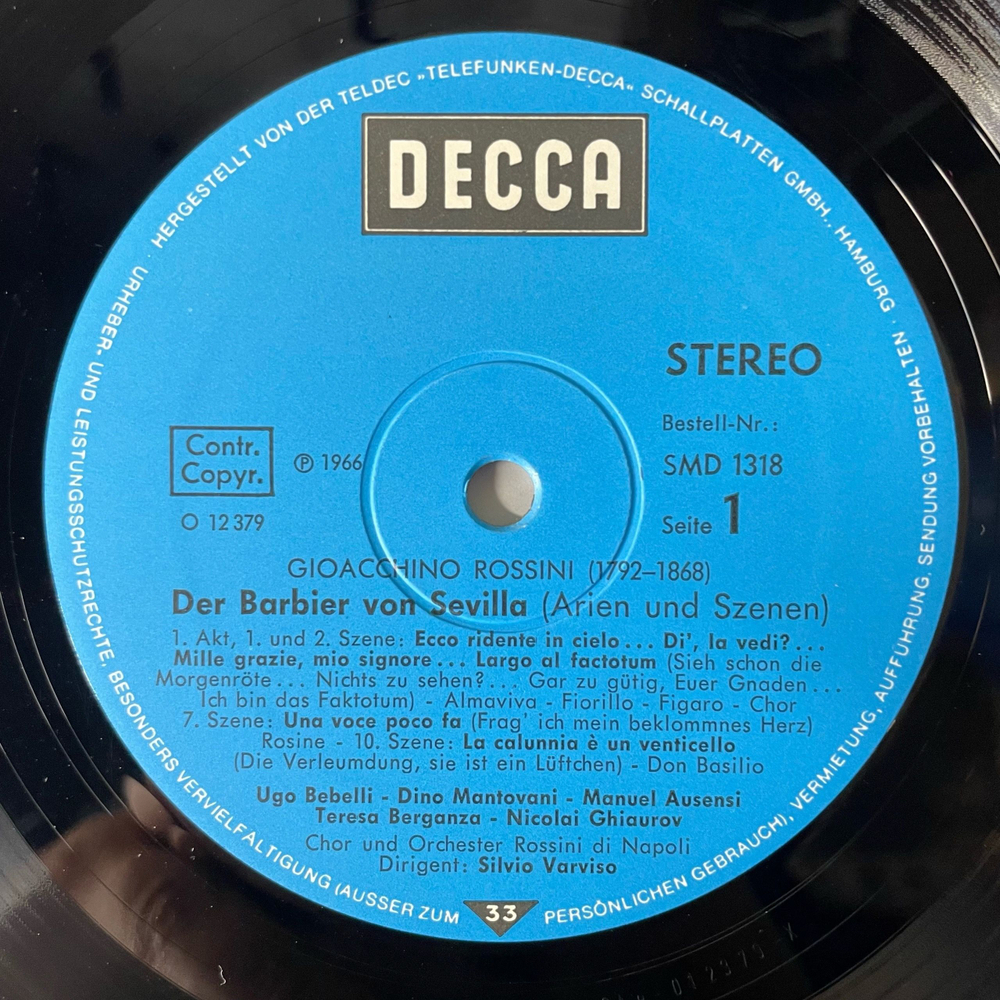 HERGESTELLT VON DER TELDEC »TELEFUNKEN-DECCA« SCHALLPLATTEN GMBH., HAMBURG ·
DECCA
STEREO
Bestell-Nr.:
SMD 1318
Seite 1
Contr.
Copyr.
℗ 1966
O 12 379
GIOACCHINO ROSSINI (1792–1868)
Der Barbier von Sevilla (Arien und Szenen)
1. Akt, 1. und 2. Szene: Ecco ridente in cielo... Di', la vedi?...
Mille grazie, mio signore... Largo al factotum (Sieh schon die
Morgenröte... Nichts zu sehen?... Gar zu gütig, Euer Gnaden...
Ich bin das Faktotum) - Almaviva - Fiorillo - Figaro - Chor
7. Szene: Una voce poco fa (Frag' ich mein beklommnes Herz)
Rosine - 10. Szene: La calunnia è un venticello
(Die Verleumdung, sie ist ein Lüftchen) - Don Basilio
Ugo Bebelli - Dino Mantovani - Manuel Ausensi
Teresa Berganza - Nicolai Ghiaurov
Chor und Orchester Rossini di Napoli
Dirigent: Silvio Varviso
33
URHEBER- UND LEISTUNGSSCHUTZRECHTE, BESONDERS VERVIELFALTIGUNG (AUSSER ZUM PERSÖNLICHEN GEBRAUCH), VERMIETUNG, AUFFÜHRUNG, SENDUNG VORBEHALTEN ·